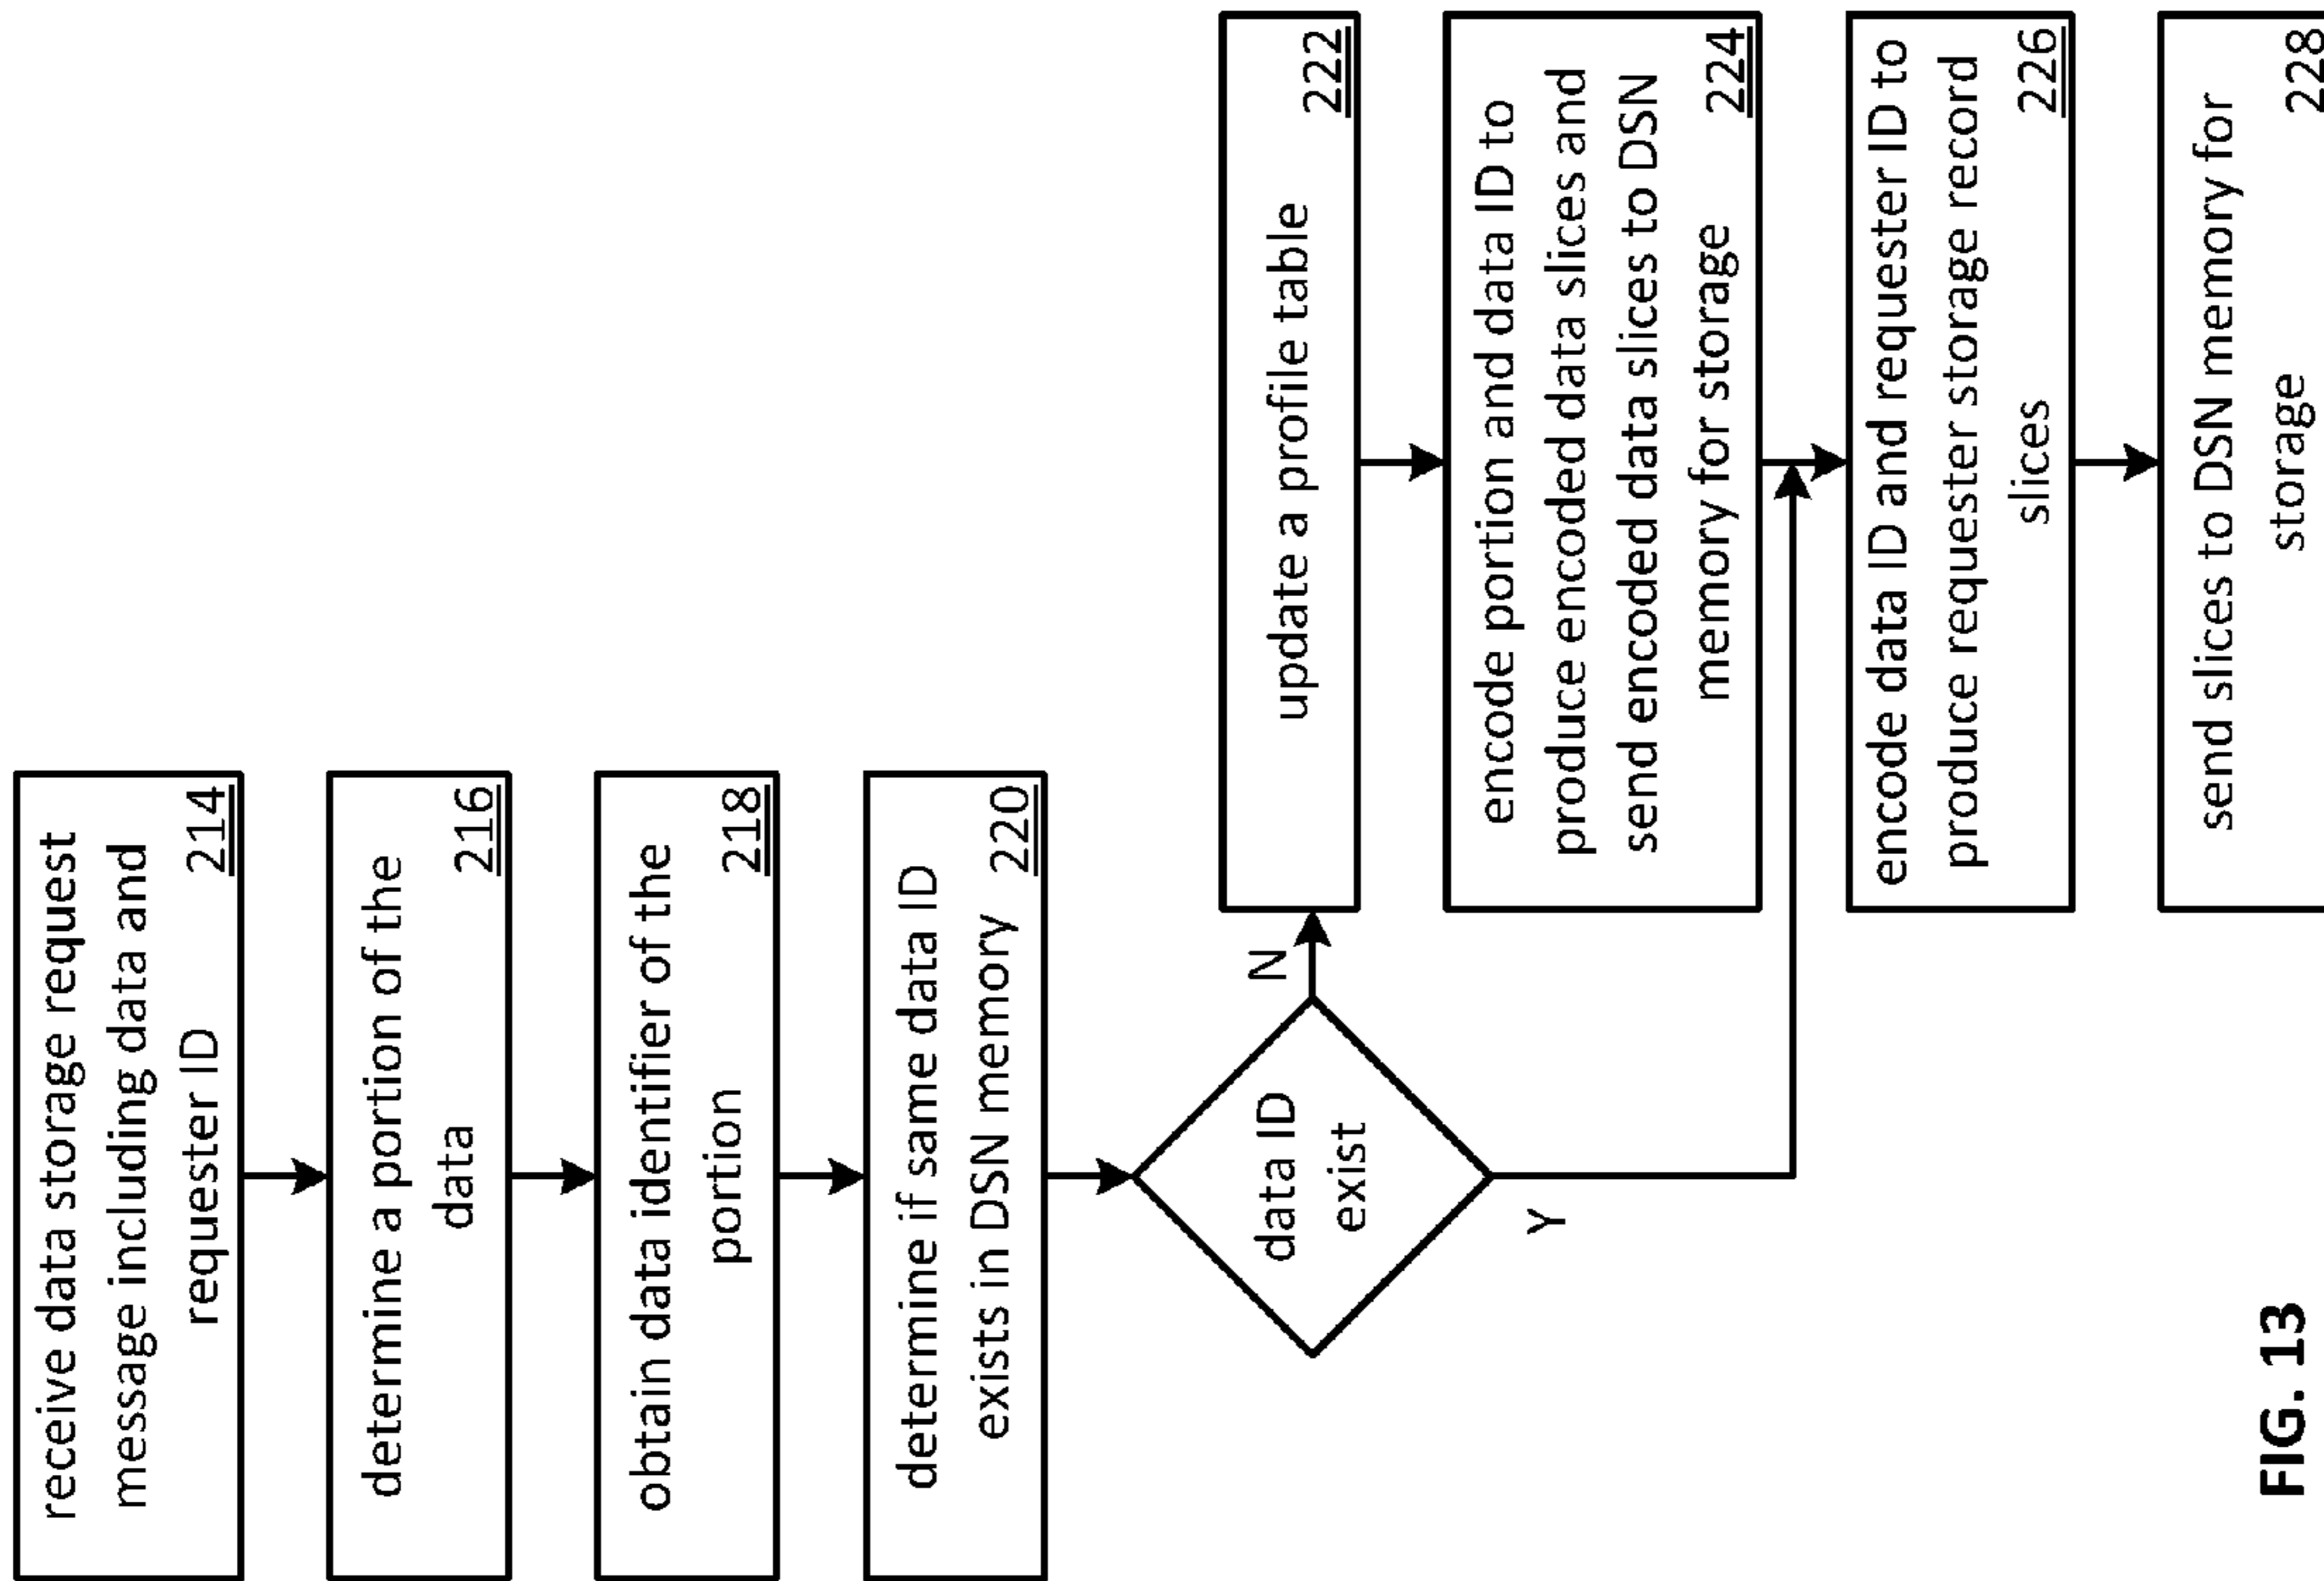 receive data storage request
message including data and
requester ID
214
determine a portion of the
data
216
obtain data identifier of the
portion
218
determine if same data ID
exists in DSN memory
220
data ID
exist
N
Y
update a profile table
222
encode portion and data ID to
produce encoded data slices and
send encoded data slices to DSN
memory for storage
224
encode data ID and requester ID to
produce requester storage record
slices
226
send slices to DSN memory for
storage
228
FIG. 13